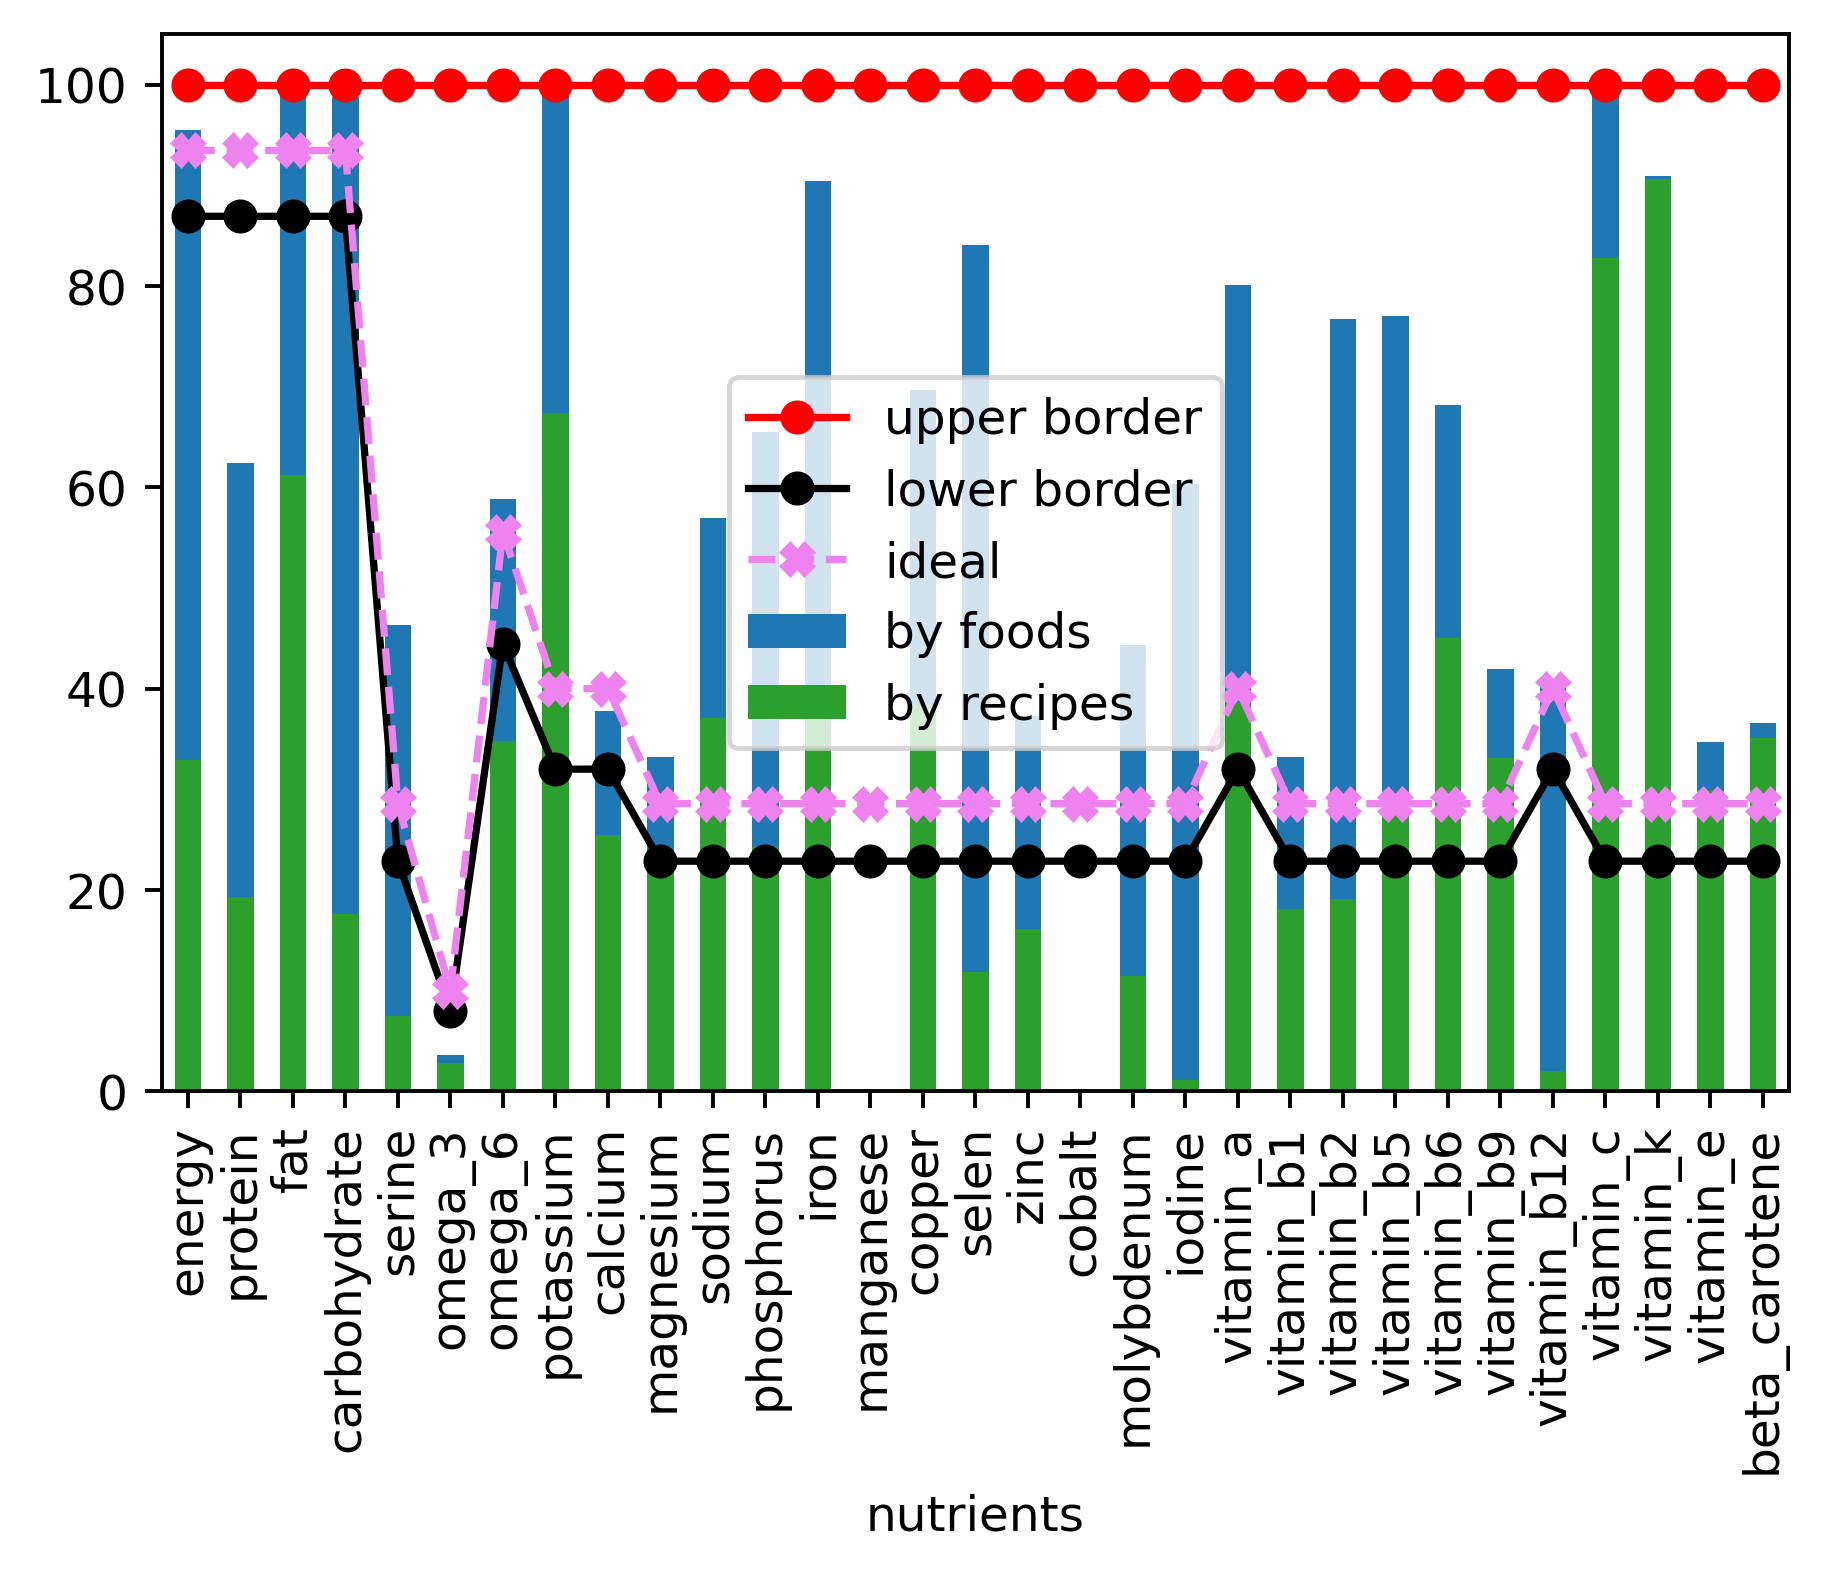 100
80
60
40
20
0
upper border
lower border
ideal
by foods
by recipes
energy
protein
fat
carbohydrate
serine
omega_3
omega_6
potassium
calcium
magnesium
sodium
phosphorus
iron
manganese
copper
selen
zinc
cobalt
molybdenum
iodine
vitamin_a
vitamin_b1
vitamin_b2
vitamin_b5
vitamin_b6
vitamin_b9
vitamin_b12
vitamin_c
vitamin_k
vitamin_e
beta_carotene
nutrients